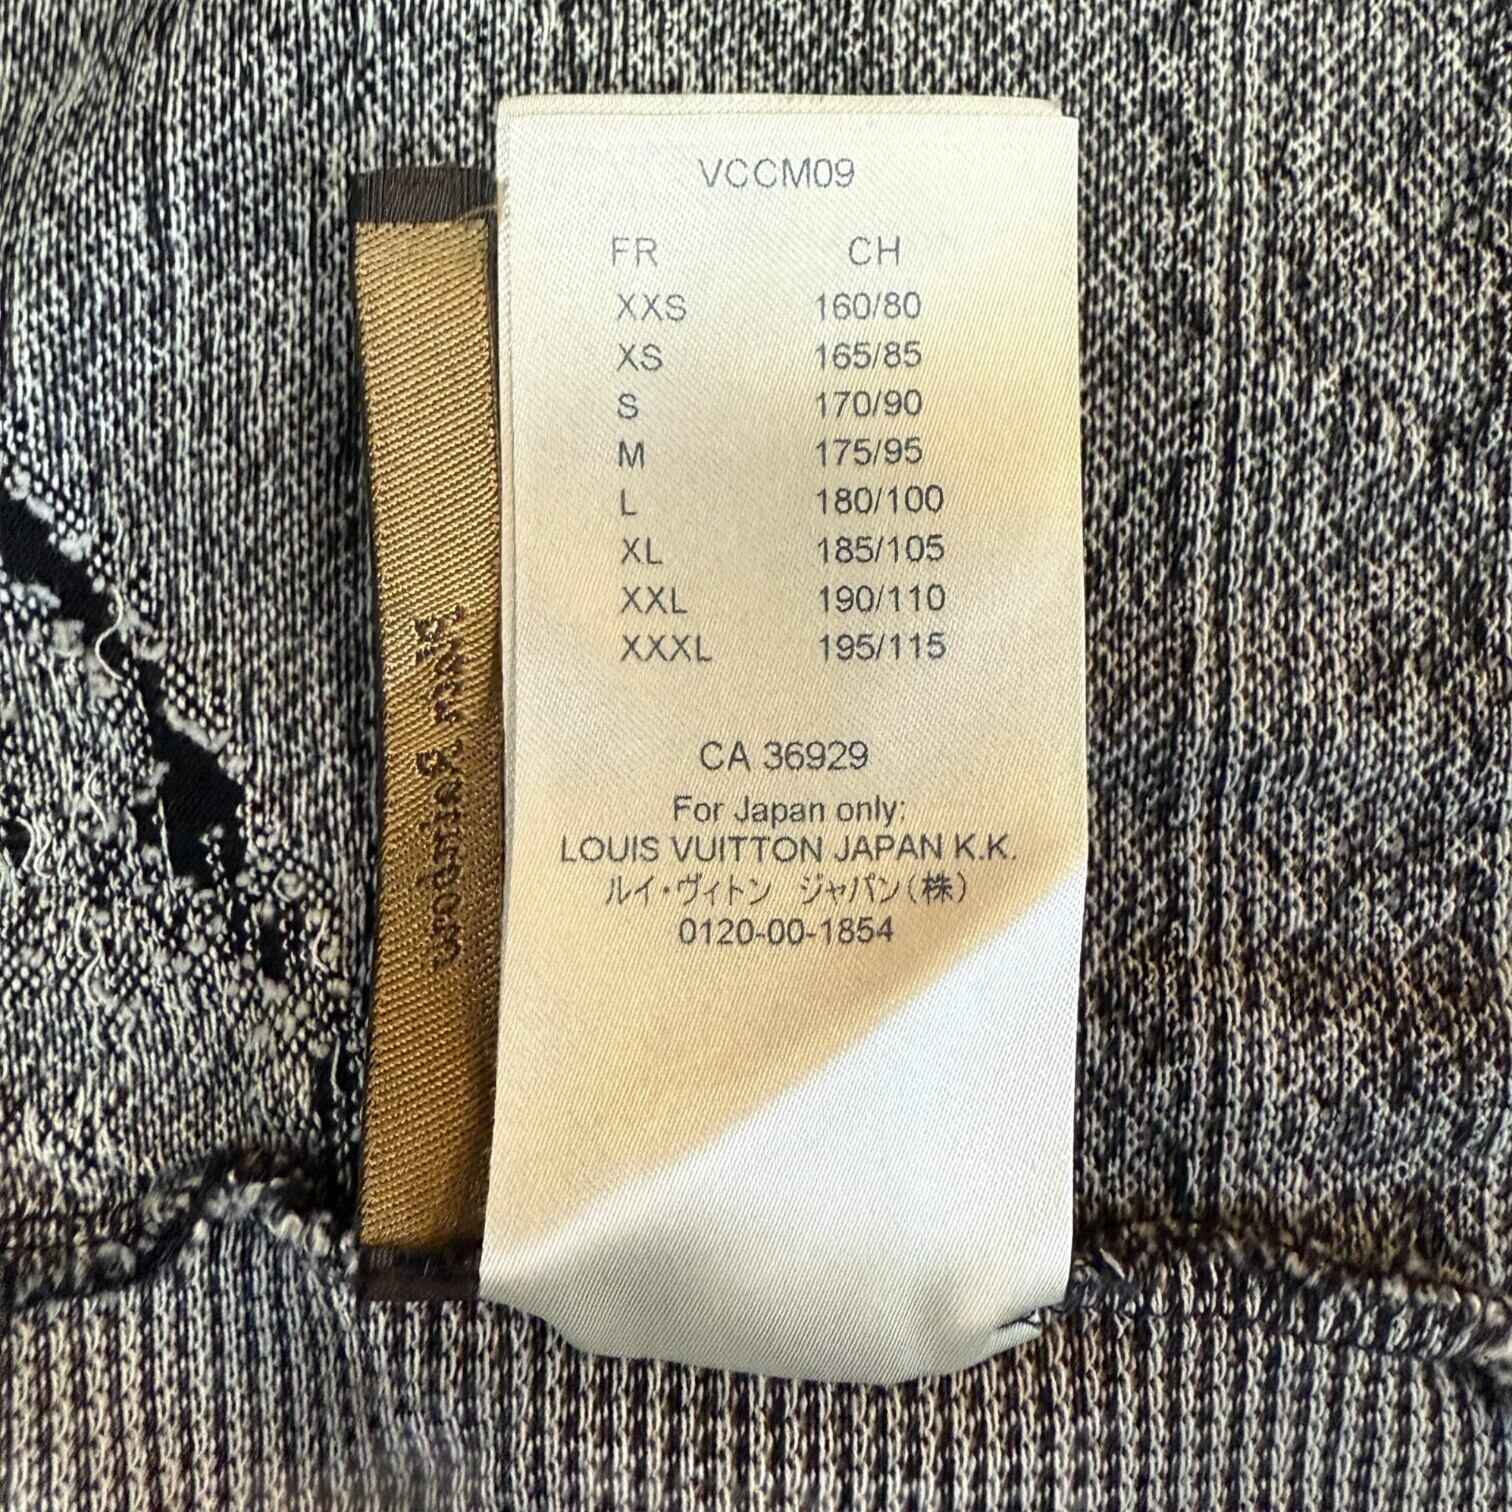 VCCM09
FR CH
XXS 160/80
XS 165/85
S 170/90
M 175/95
L 180/100
XL 185/105
XXL 190/110
XXXL 195/115
CA 36929
For Japan only:
LOUIS VUITTON JAPAN K.K.
ルイ・ヴィトン ジャパン(株)
0120-00-1854